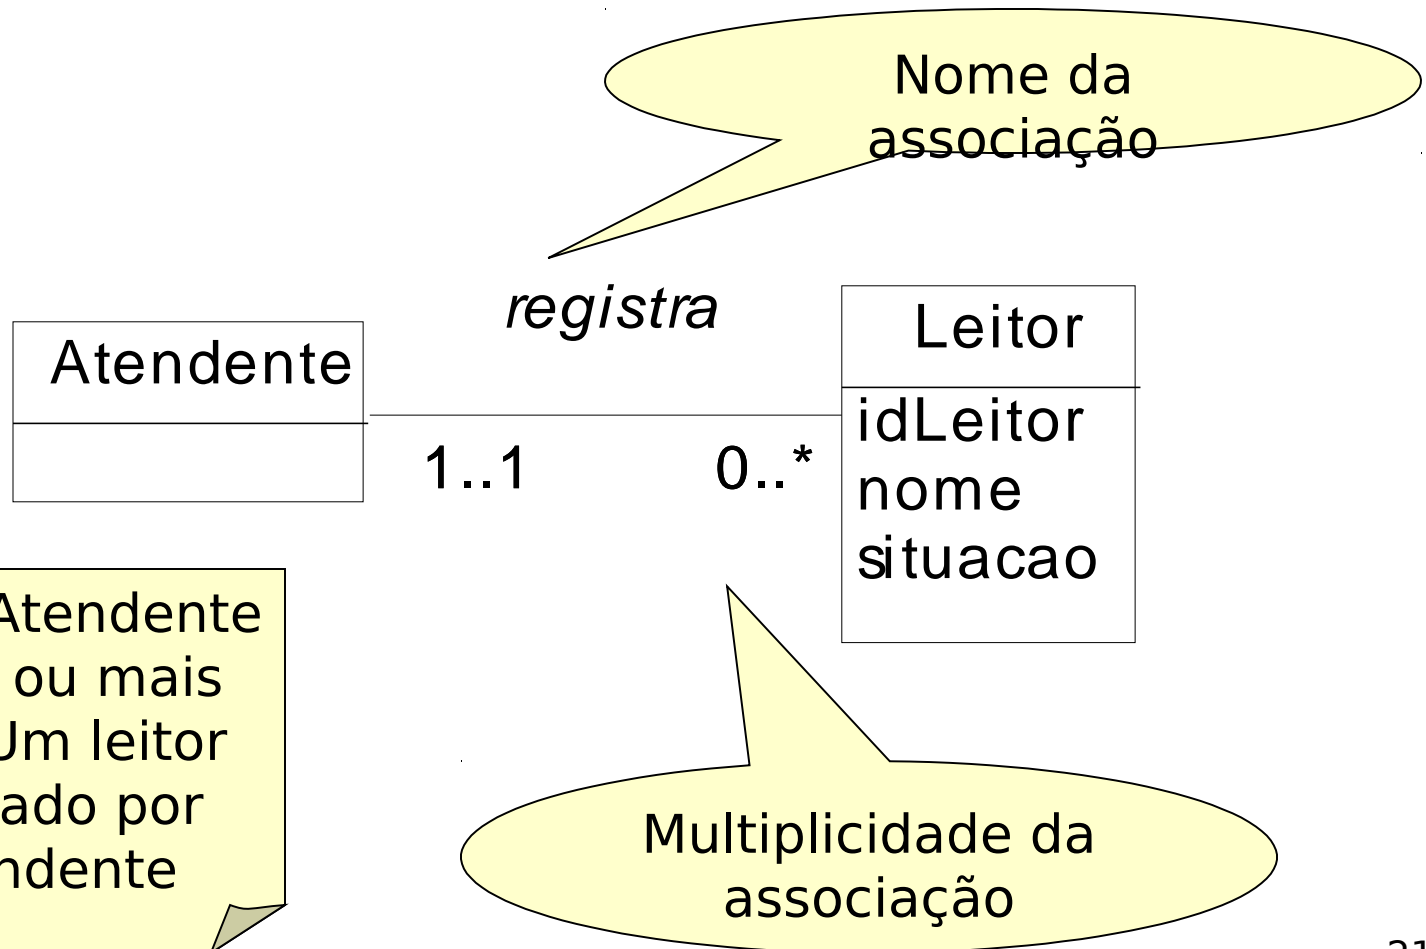 Nome da
associação
registra
Atendente
Leitor
idLeitor
nome
situacao
1..1
0..*
Atendente
ou mais
Um leitor
ado por
ndente
Multiplicidade da
associação